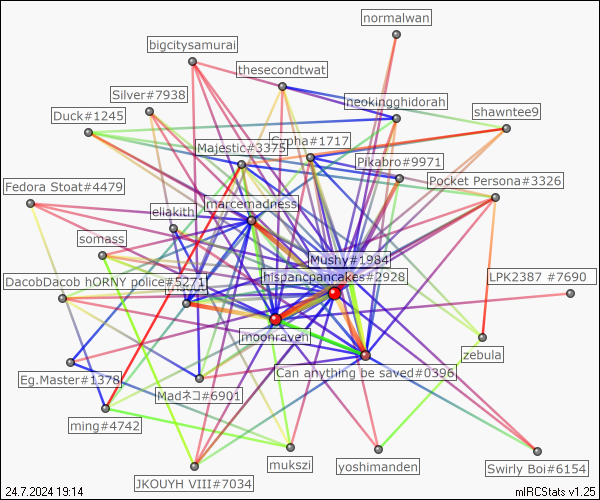 normalwan
bigcitysamurai
thesecondtwat
Silver#7938
neokingghidorah
Duck#1245
shawntee9
Majestic#3375
#1717
Pikabro#9971
Fedora Stoat#4479
Pocket Persona#3326
eliakith
marcemadness
somass
Mushy#1984
hispancpancakes#2928
DacobDacob hORNY police#5271
LPK2387 #7690
moonraven
zebula
Can anything be saved#0396
Eg.Master#1378
Madネコ#6901
ming#4742
mukszi
yoshimanden
Swirly Boi#6154
JKOUYH VIII#7034
24.7.2024 19:14
mIRCStats v1.25